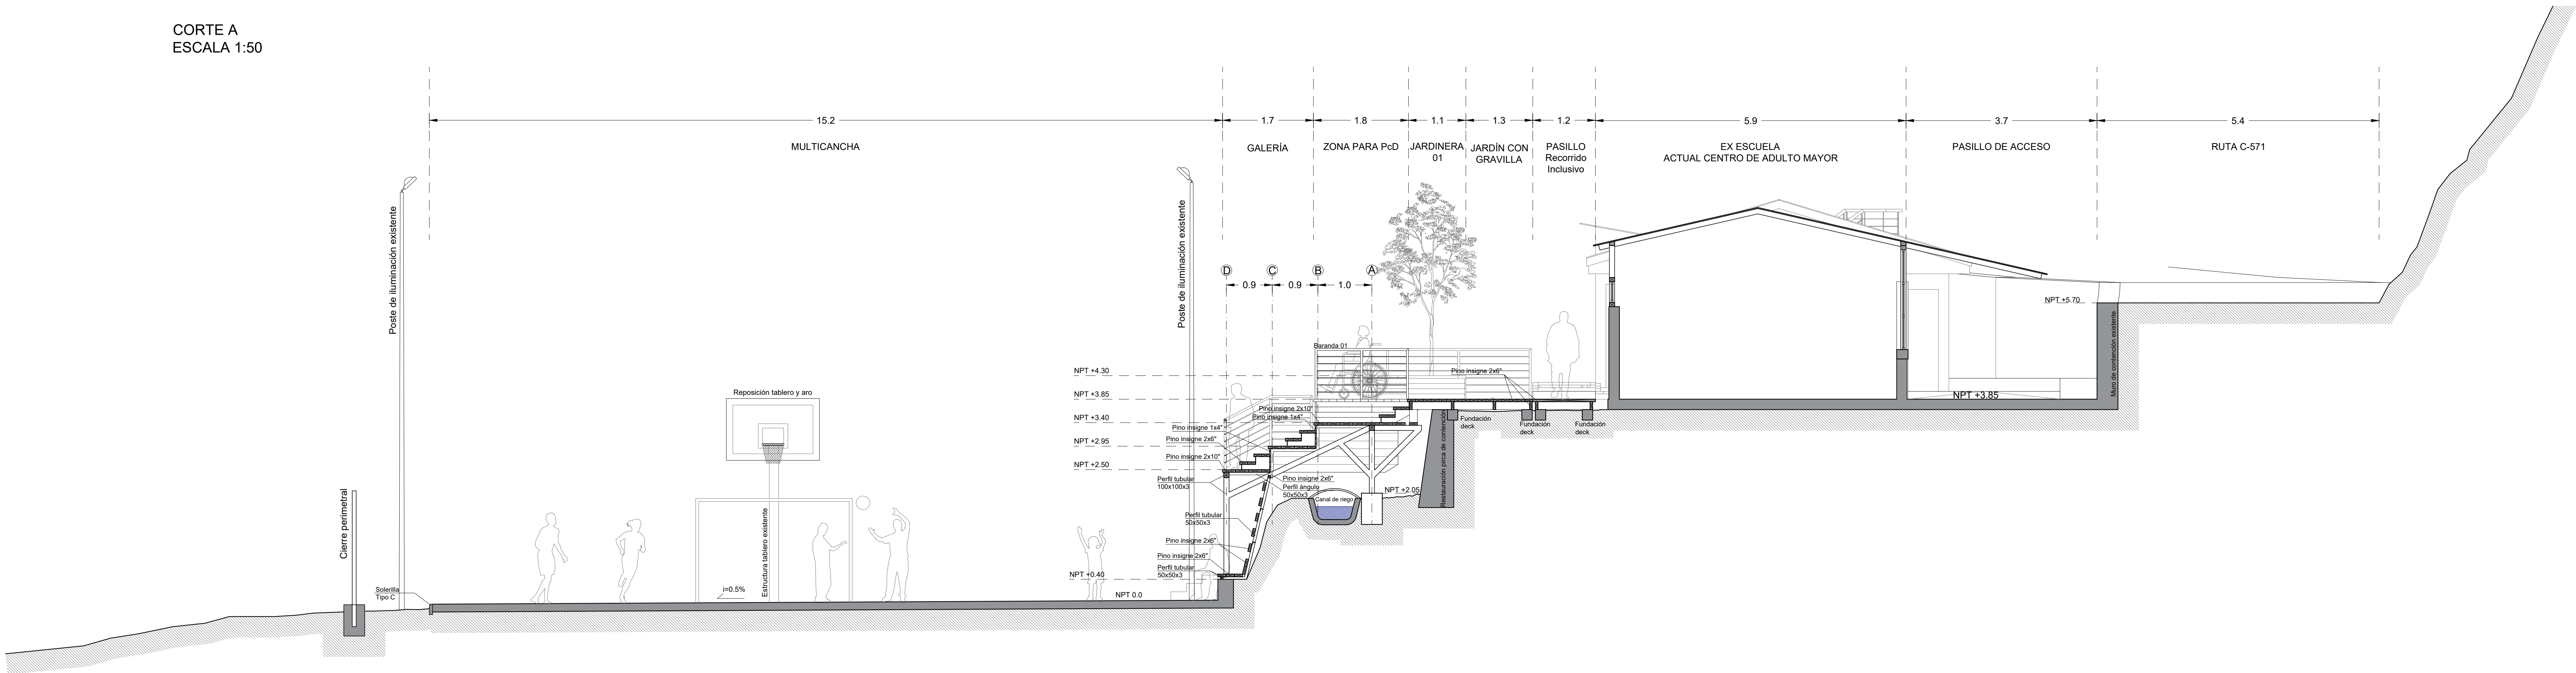 CORTE A
ESCALA 1:50
15.2
1.7
1.8
1.1
1.3
1.2
5.9
3.7
5.4
MULTICANCHA
GALERÍA
ZONA PARA PcD
JARDINERA
01
JARDÍN CON
GRAVILLA
PASILLO
Recorrido
Inclusivo
EX ESCUELA
ACTUAL CENTRO DE ADULTO MAYOR
PASILLO DE ACCESO
RUTA C-571
Poste de iluminación existente
Poste de iluminación existente
D
C
B
A
0.9
0.9
1.0
NPT +5.70
Muro de contención existente
Baranda 01
NPT +4.30
Pino insigne 2x6"
NPT +3.85
NPT +3.85
Reposición tablero y aro
Pino insigne 2x10"
Pino insigne 1x4"
NPT +3.40
Fundación
deck
Fundación
deck
Fundación
deck
Pino insigne 1x4"
Pino insigne 2x6"
NPT +2.95
Pino insigne 2x10"
NPT +2.50
Perfil tubular
100x100x3
Pino insigne 2x6"
Perfil ángulo
50x50x3
Restauración pirca de contención
NPT +2.05
Canal de riego
Cierre perimetral
Estructura tablero existente
Perfil tubular
50x50x3
Pino insigne 2x6"
Pino insigne 2x6"
Perfil tubular
50x50x3
NPT +0.40
Solerilla
Tipo C
i=0.5%
NPT 0.0